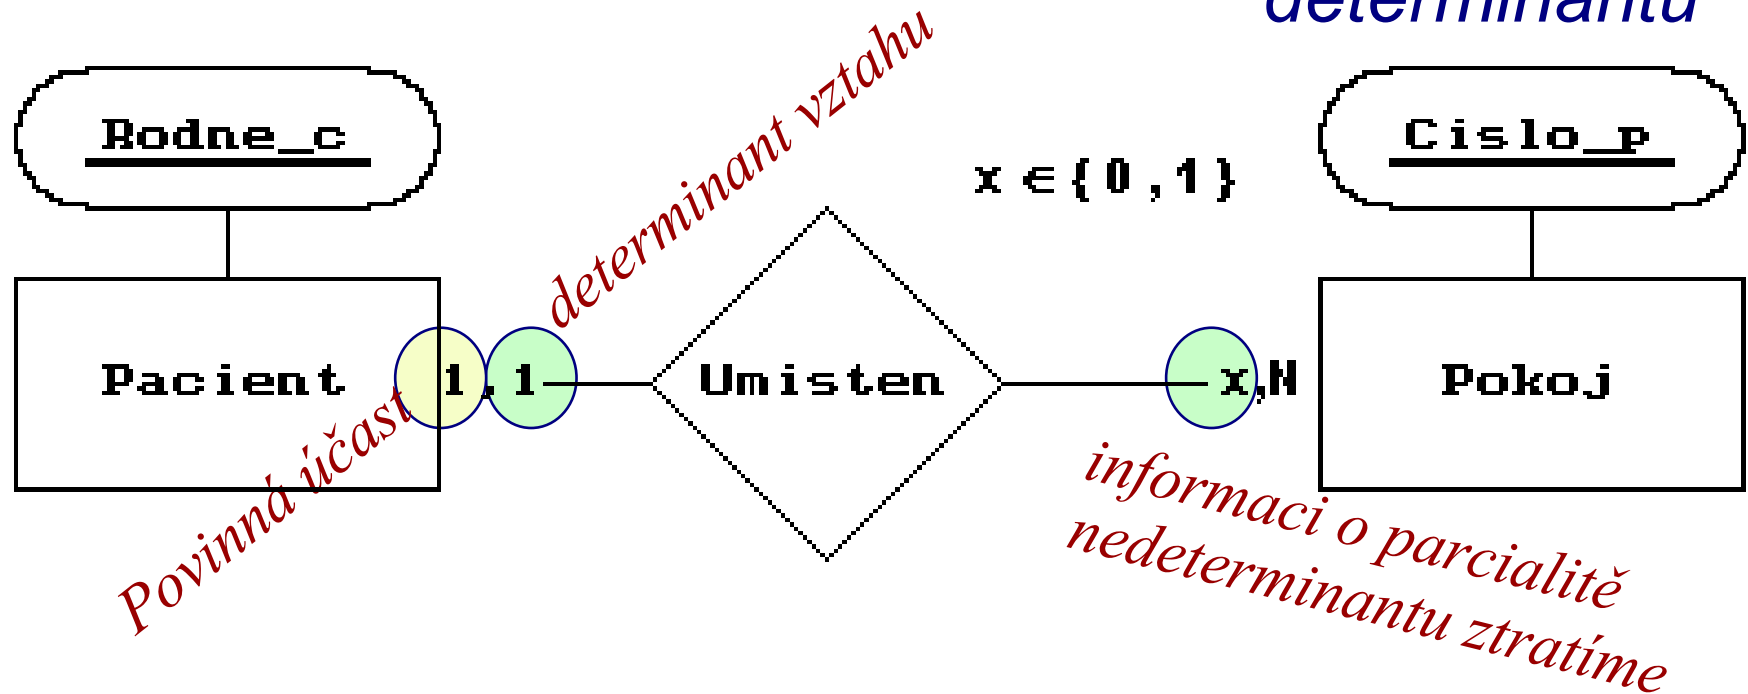 determinantu
determinant vztahu
Rodne_c
x ∈ {0,1}
Cislo_p
Pacient
1,1
Umisten
x,N
Pokoj
Povinná účast
informaci o parcialitě
nedeterminantu ztratíme